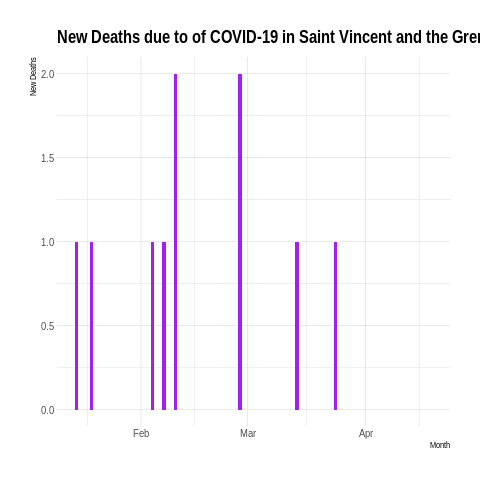 New Deaths due to of COVID-19 in Saint Vincent and the Gren
New Deaths
2.0
1.5
1.0
0.5
0.0
Feb Mar Apr
Month